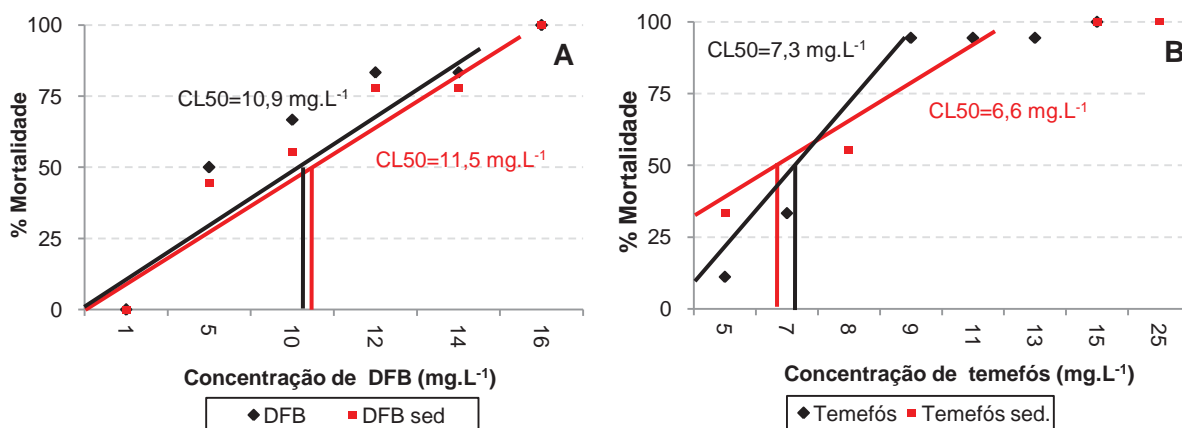 100
75
50
25
0
% Mortalidade
A
CL50=10,9 mg.L⁻¹
CL50=11,5 mg.L⁻¹
1
5
10
12
14
16
Concentração de DFB (mg.L⁻¹)
DFB
DFB sed
100
75
50
25
0
% Mortalidade
B
CL50=7,3 mg.L⁻¹
CL50=6,6 mg.L⁻¹
5
7
8
9
11
13
15
25
Concentração de temefós (mg.L⁻¹)
Temefós
Temefós sed.